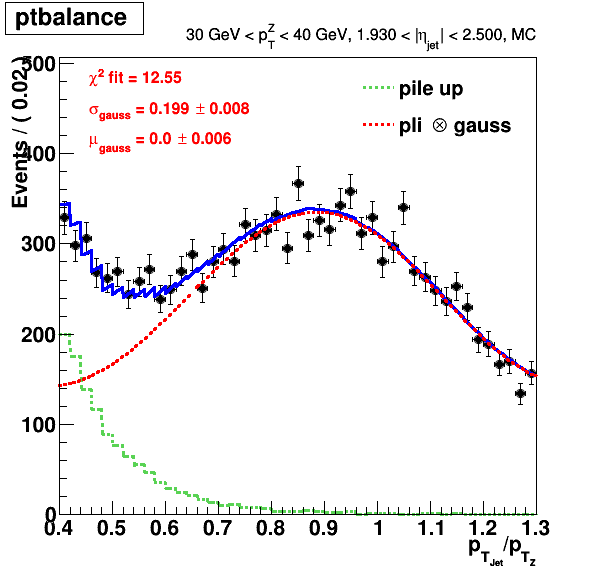 ptbalance
30 GeV < p_T^Z < 40 GeV, 1.930 < |η_jet| < 2.500, MC
Events / ( 0.02 )
500
400
300
200
100
0
χ² fit = 12.55
σ_gauss = 0.199 ± 0.008
μ_gauss = 0.0 ± 0.006
pile up
pli ⊗ gauss
0.4 0.5 0.6 0.7 0.8 0.9 1 1.1 1.2 1.3
p_T_Jet/p_T_Z